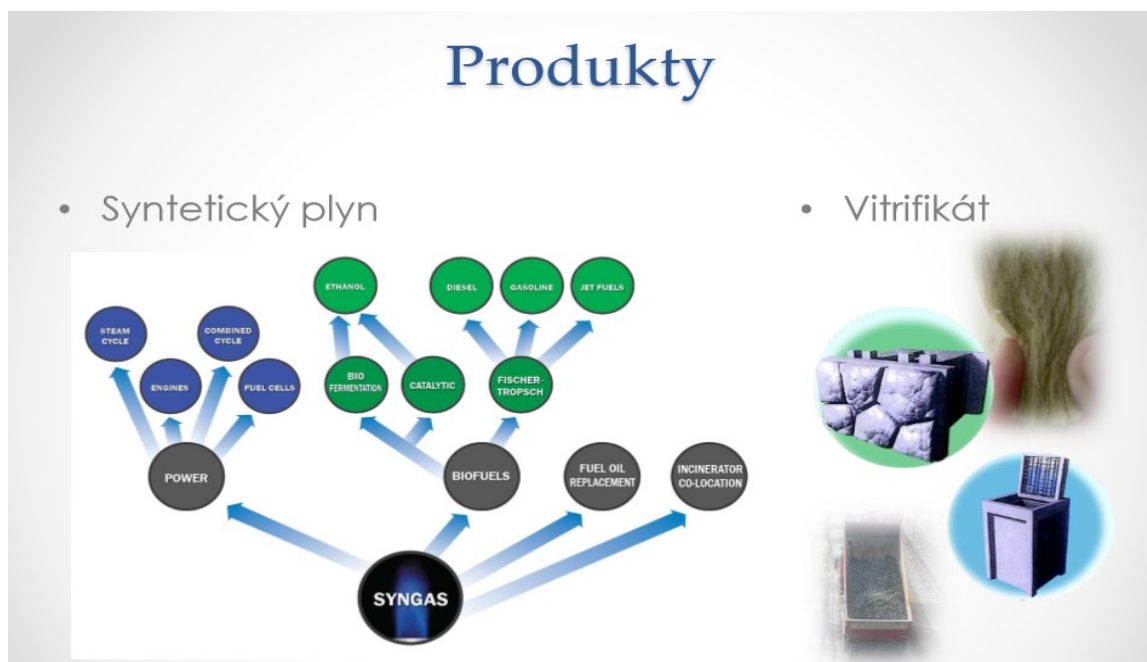 Produkty
• Syntetický plyn
• Vitrifikát
ETHANOL
DIESEL
GASOLINE
JET FUELS
STEAM
CYCLE
COMBINED
CYCLE
ENGINES
FUEL CELLS
BIO
FERMENTATION
CATALYTIC
FISCHER-
TROPSCH
POWER
BIOFUELS
FUEL OIL
REPLACEMENT
INCINERATOR
CO-LOCATION
SYNGAS